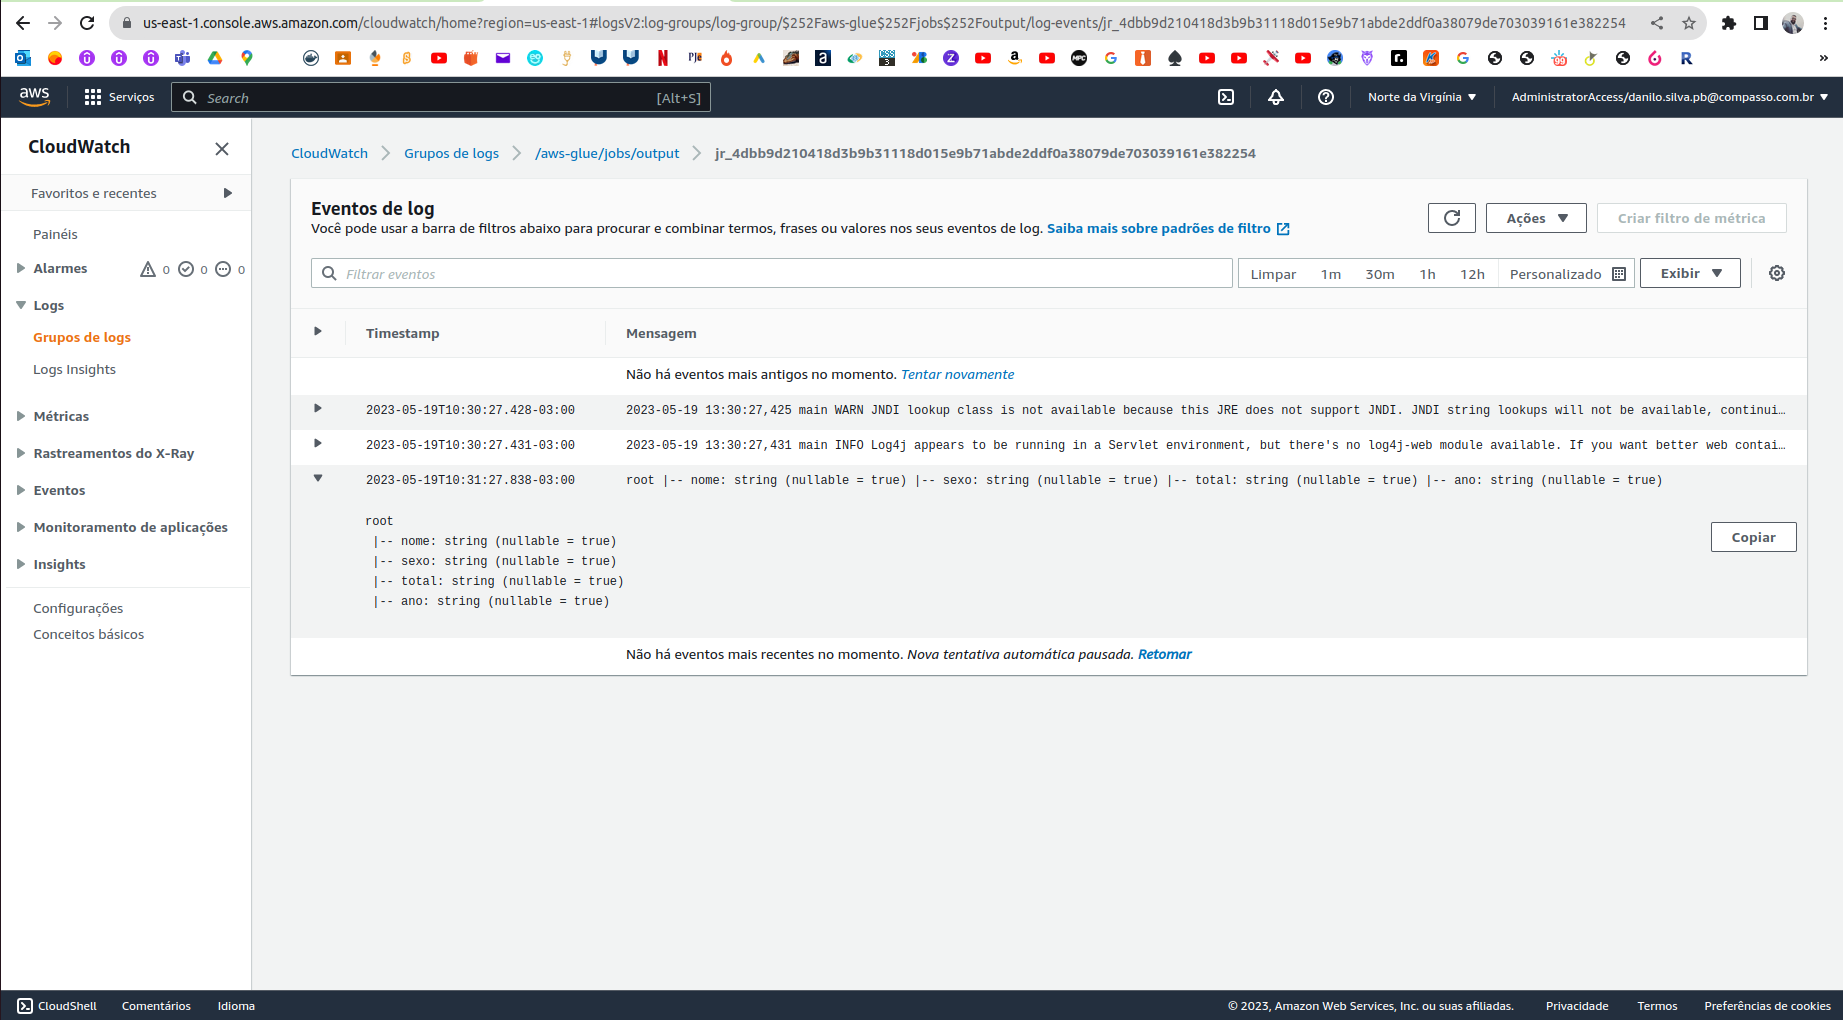 us-east-1.console.aws.amazon.com/cloudwatch/home?region=us-east-1#logsV2:log-groups/log-group/$252Faws-glue$252Fjobs$252Foutput/log-events/jr_4dbb9d210418d3b9b31118d015e9b71abde2ddf0a38079de703039161e382254
aws Serviços Search [Alt+S] Norte da Virgínia AdministratorAccess/danilo.silva.pb@compasso.com.br
CloudWatch
Favoritos e recentes
Painéis
Alarmes 0 0 0
Logs
Grupos de logs
Logs Insights
Métricas
Rastreamentos do X-Ray
Eventos
Monitoramento de aplicações
Insights
Configurações
Conceitos básicos
CloudWatch Grupos de logs /aws-glue/jobs/output jr_4dbb9d210418d3b9b31118d015e9b71abde2ddf0a38079de703039161e382254
Eventos de log
Você pode usar a barra de filtros abaixo para procurar e combinar termos, frases ou valores nos seus eventos de log. Saiba mais sobre padrões de filtro
Ações Criar filtro de métrica
Filtrar eventos Limpar 1m 30m 1h 12h Personalizado Exibir
Timestamp Mensagem
Não há eventos mais antigos no momento. Tentar novamente
2023-05-19T10:30:27.428-03:00 2023-05-19 13:30:27,425 main WARN JNDI lookup class is not available because this JRE does not support JNDI. JNDI string lookups will not be available, continui…
2023-05-19T10:30:27.431-03:00 2023-05-19 13:30:27,431 main INFO Log4j appears to be running in a Servlet environment, but there's no log4j-web module available. If you want better web contai…
2023-05-19T10:31:27.838-03:00 root |-- nome: string (nullable = true) |-- sexo: string (nullable = true) |-- total: string (nullable = true) |-- ano: string (nullable = true)
root
|-- nome: string (nullable = true)
|-- sexo: string (nullable = true)
|-- total: string (nullable = true)
|-- ano: string (nullable = true)
Copiar
Não há eventos mais recentes no momento. Nova tentativa automática pausada. Retomar
CloudShell Comentários Idioma © 2023, Amazon Web Services, Inc. ou suas afiliadas. Privacidade Termos Preferências de cookies